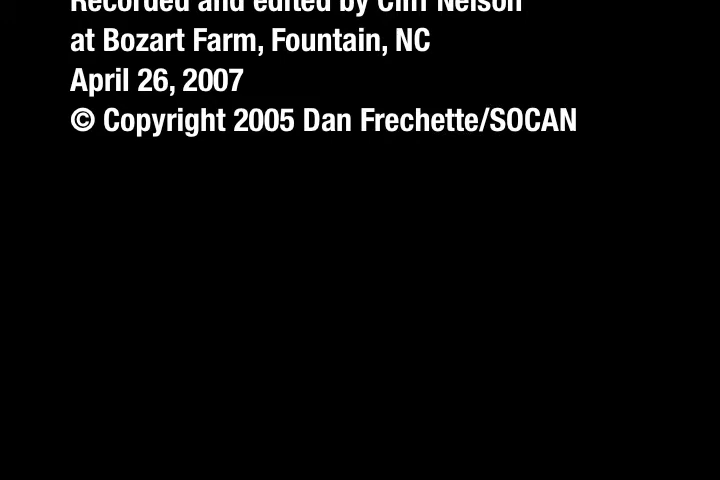 Recorded and edited by Cliff Nelson
at Bozart Farm, Fountain, NC
April 26, 2007
© Copyright 2005 Dan Frechette/SOCAN